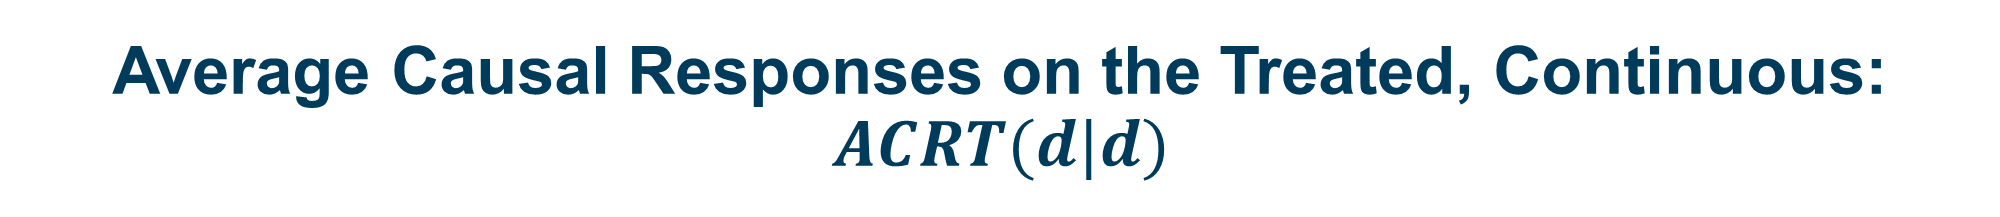 Average Causal Responses on the Treated, Continuous:
ACRT(d|d)